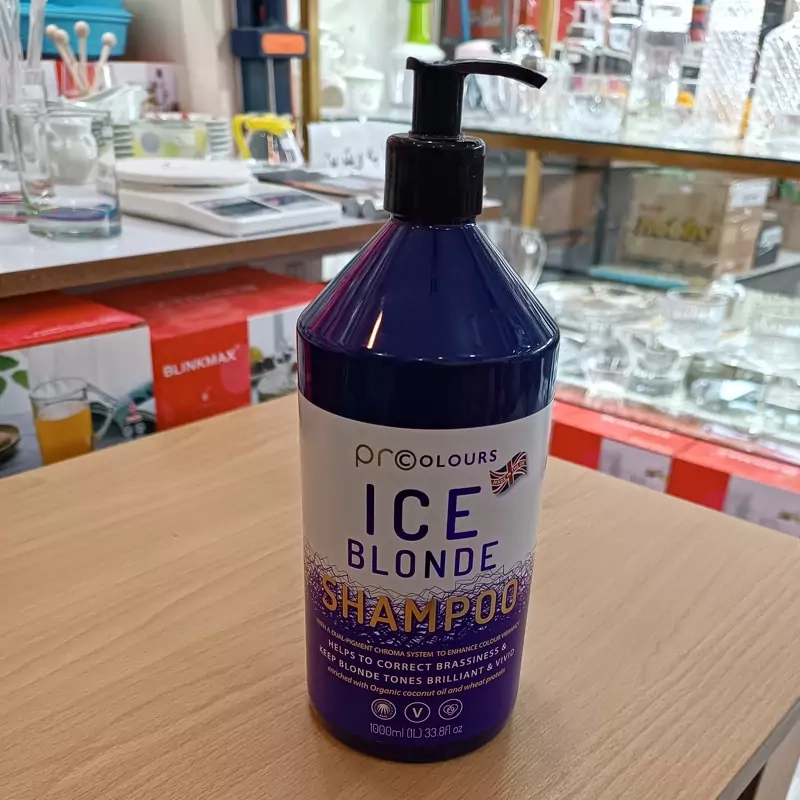 BLINKMAX
proCOLOURS
ICE
BLONDE
SHAMPOO
WITH A DUAL-PIGMENT CHROMA SYSTEM TO ENHANCE COLOUR VIBRANCY
HELPS TO CORRECT BRASSINESS &
KEEP BLONDE TONES BRILLIANT & VIVID
enriched with Organic coconut oil and wheat protein
V
1000ml (1L) 33.8fl oz